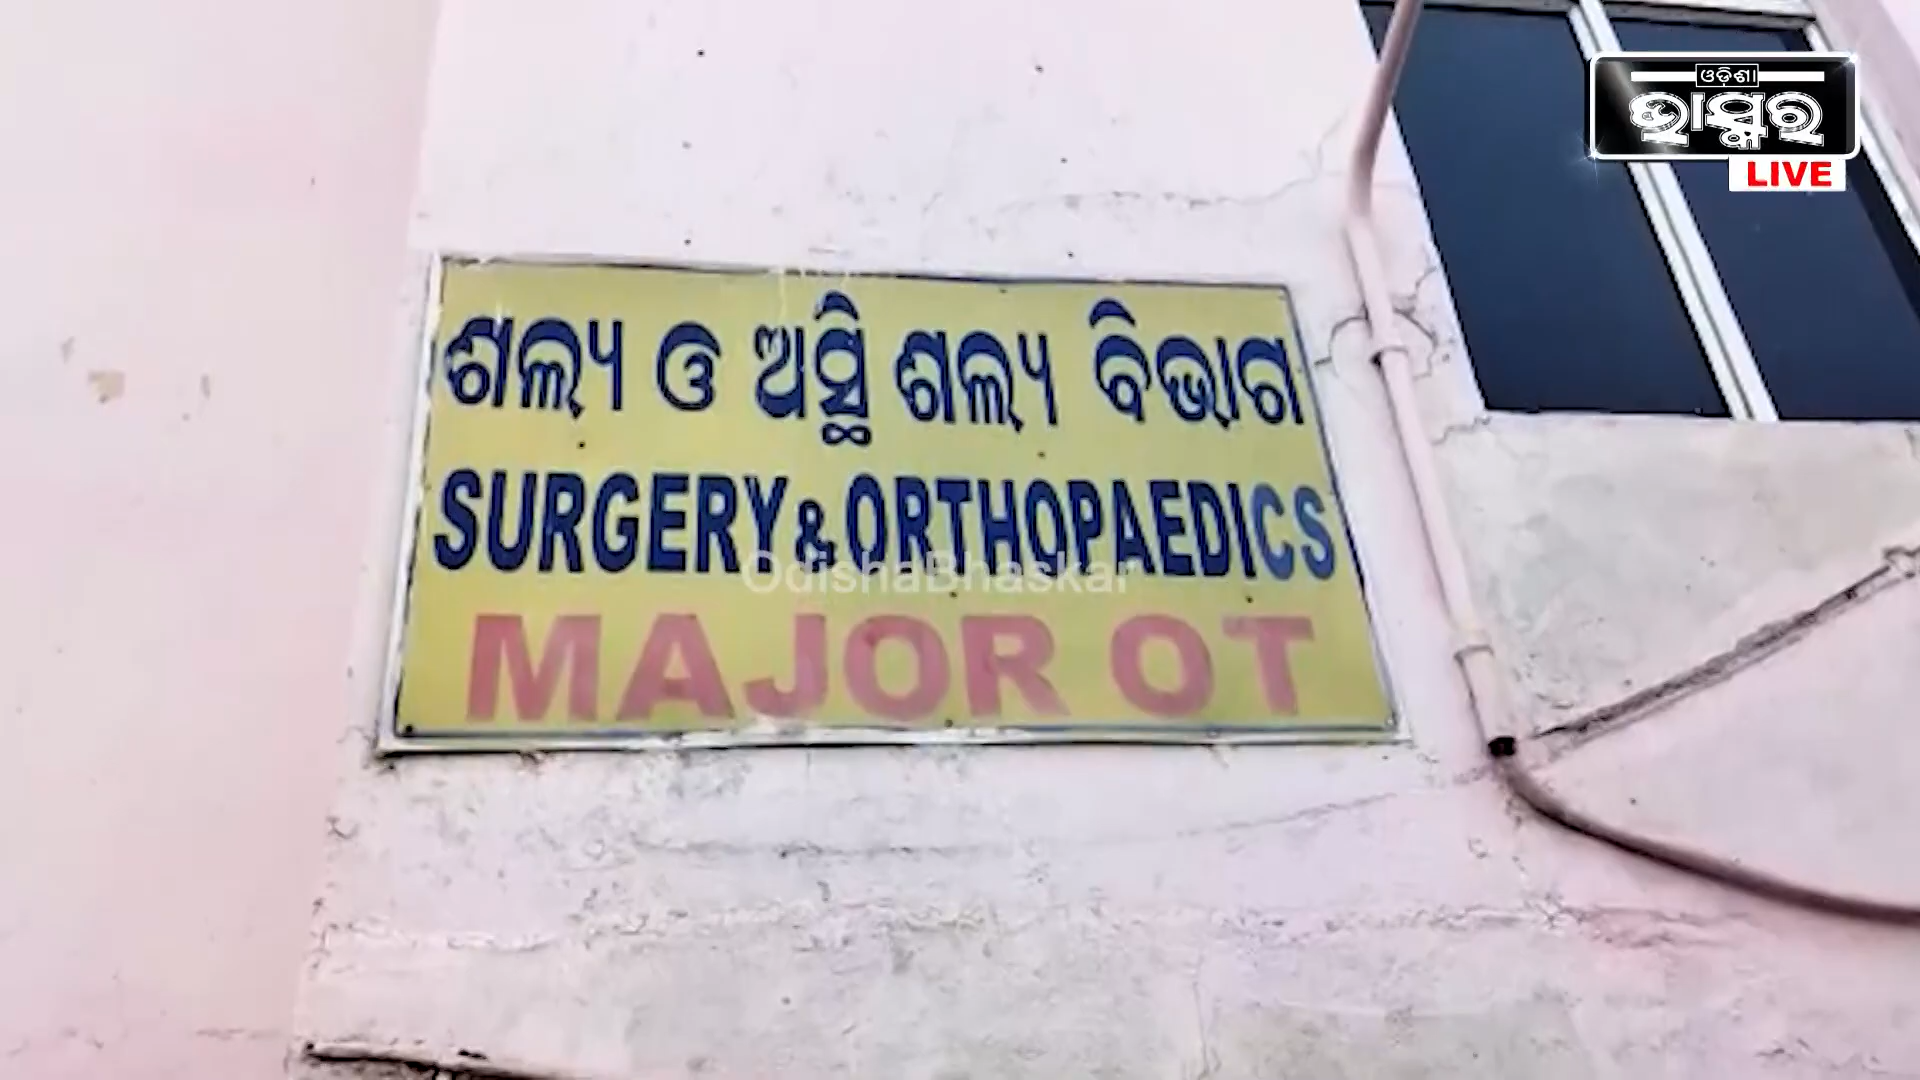 ଓଡ଼ିଶା
ଭାସ୍କର
LIVE
ଶଲ୍ୟ ଓ ଅସ୍ଥି ଶଲ୍ୟ ବିଭାଗ
SURGERY & ORTHOPAEDICS
OdishaBhaskar
MAJOR OT